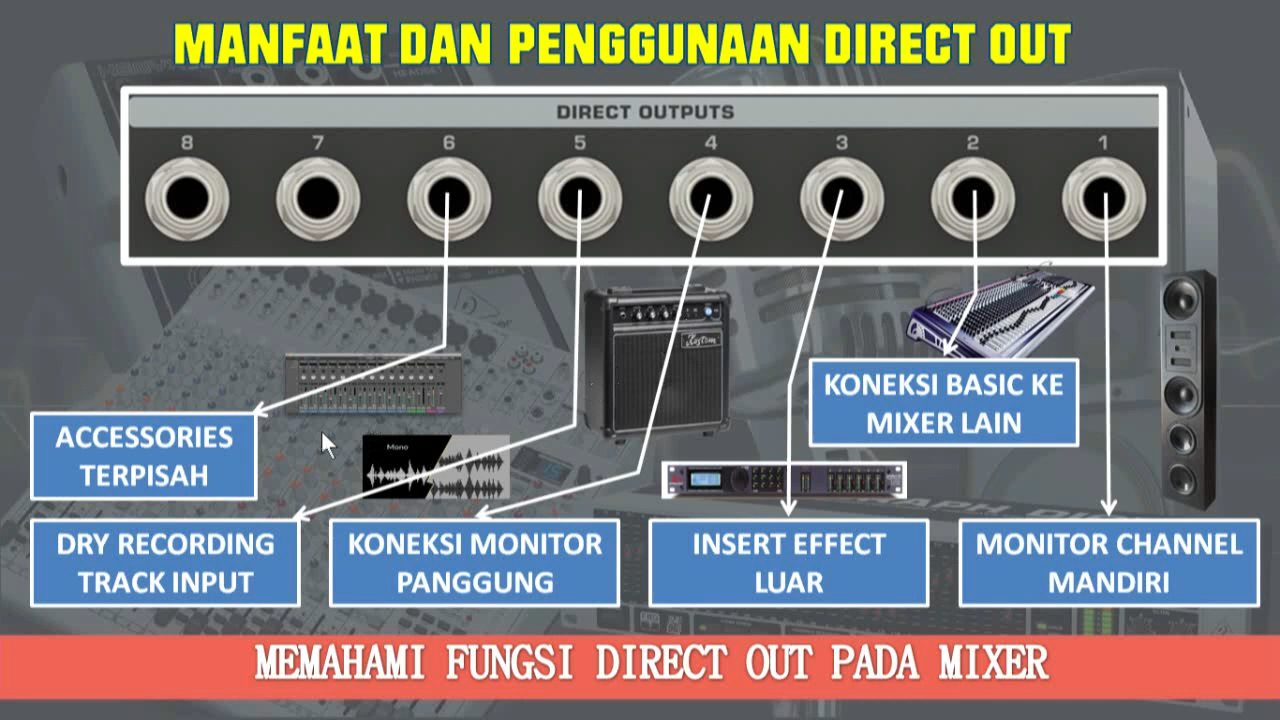 MANFAAT DAN PENGGUNAAN DIRECT OUT
DIRECT OUTPUTS
8 7 6 5 4 3 2 1
Kustom
KONEKSI BASIC KE
MIXER LAIN
ACCESSORIES
TERPISAH
Mono
DRY RECORDING
TRACK INPUT
KONEKSI MONITOR
PANGGUNG
INSERT EFFECT
LUAR
MONITOR CHANNEL
MANDIRI
MEMAHAMI FUNGSI DIRECT OUT PADA MIXER